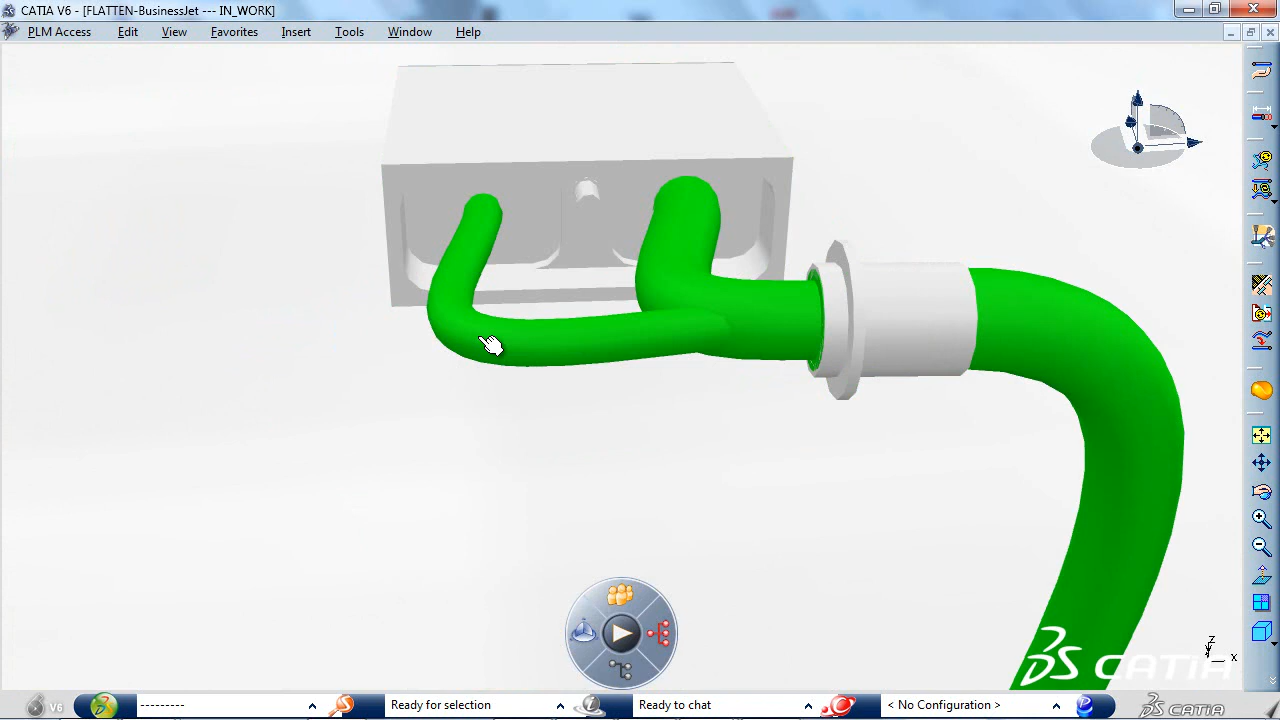 CATIA V6 - [FLATTEN-BusinessJet --- IN_WORK]
PLM Access Edit View Favorites Insert Tools Window Help
z
x
CATIA
V6 --------- Ready for selection Ready to chat < No Configuration > CATIA